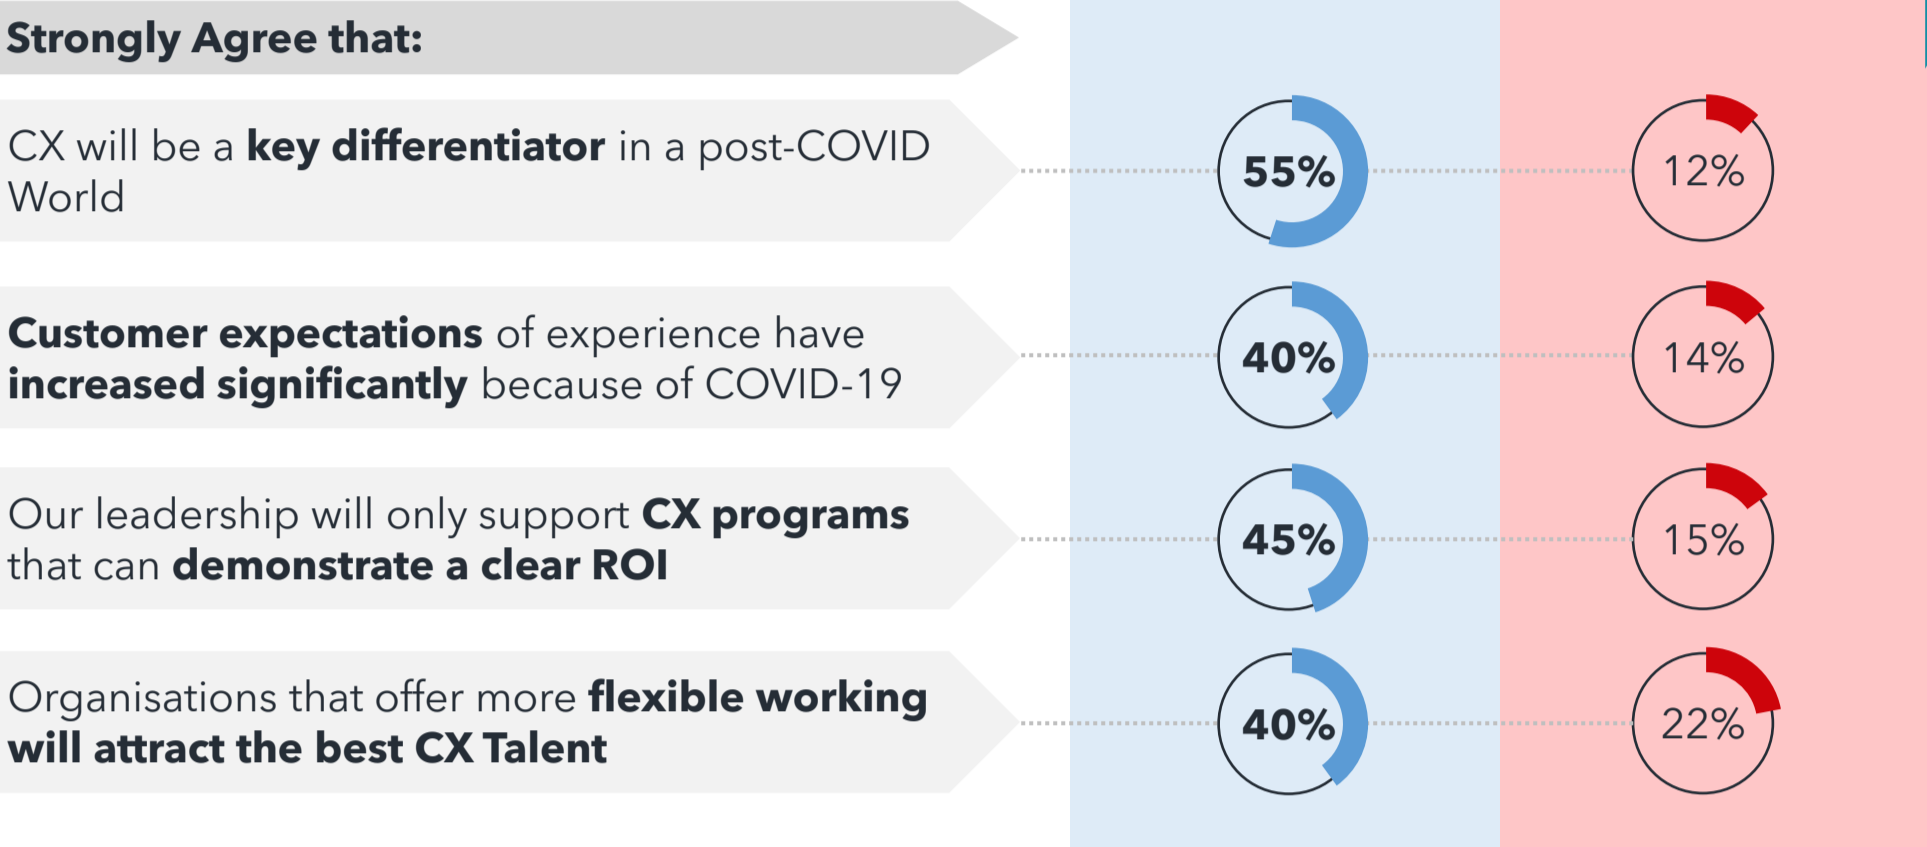 Strongly Agree that:
CX will be a key differentiator in a post-COVID
World
55%
12%
Customer expectations of experience have
increased significantly because of COVID-19
40%
14%
Our leadership will only support CX programs
that can demonstrate a clear ROI
45%
15%
Organisations that offer more flexible working
will attract the best CX Talent
40%
22%